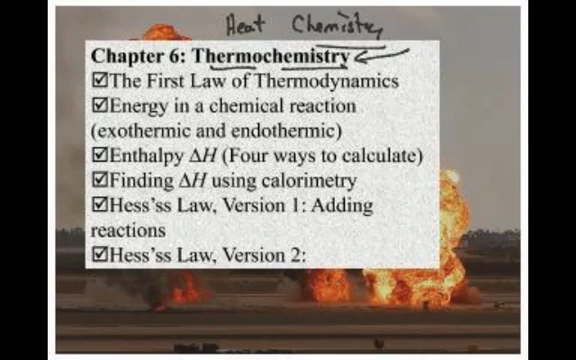 Heat Chemistry
Chapter 6: Thermochemistry
☑The First Law of Thermodynamics
☑Energy in a chemical reaction
(exothermic and endothermic)
☑Enthalpy ΔH (Four ways to calculate)
☑Finding ΔH using calorimetry
☑Hess'ss Law, Version 1: Adding
reactions
☑Hess'ss Law, Version 2: